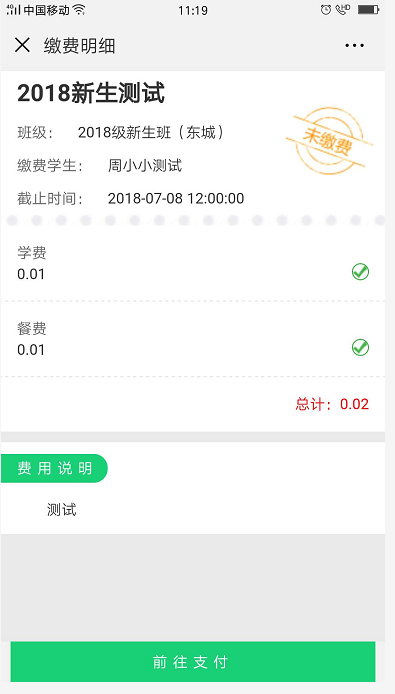 4G 中国移动 11:19
缴费明细
2018新生测试
班级： 2018级新生班（东城）
未缴费
缴费学生： 周小小测试
截止时间： 2018-07-08 12:00:00
学费
0.01
餐费
0.01
总计：0.02
费用说明
测试
前往支付